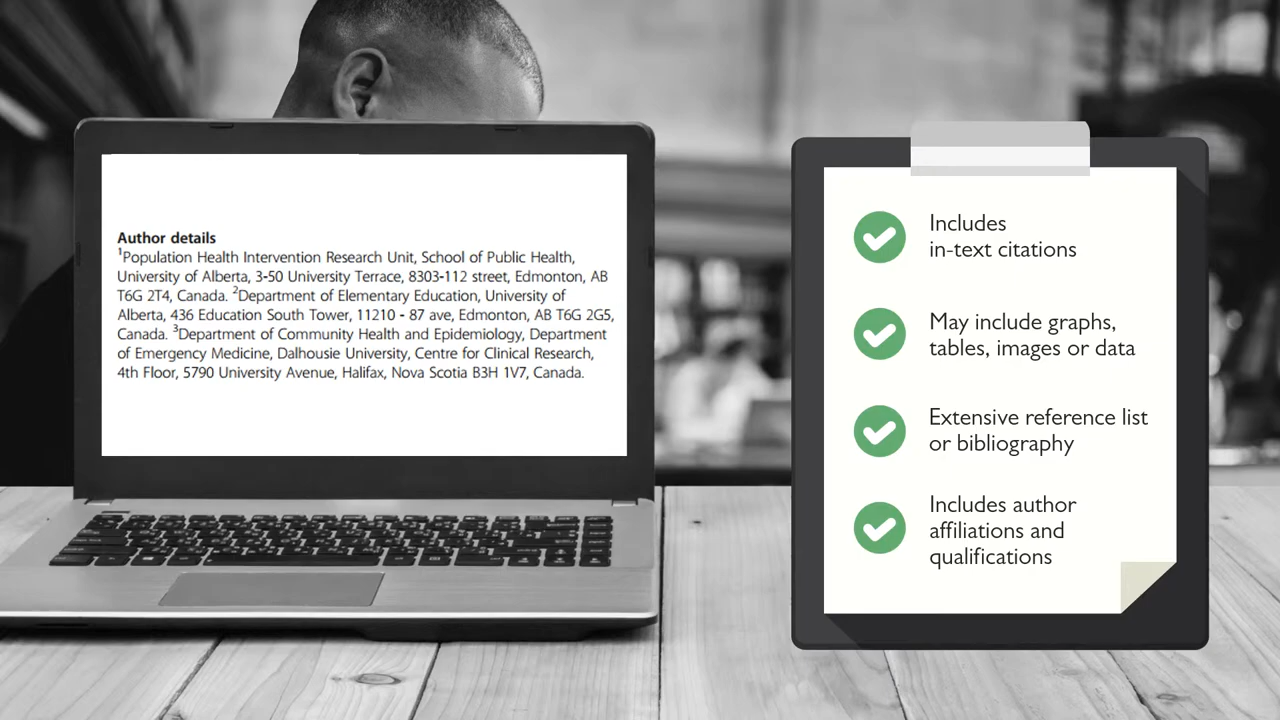 Author details
¹Population Health Intervention Research Unit, School of Public Health,
University of Alberta, 3-50 University Terrace, 8303-112 street, Edmonton, AB
T6G 2T4, Canada. ²Department of Elementary Education, University of
Alberta, 436 Education South Tower, 11210 - 87 ave, Edmonton, AB T6G 2G5,
Canada. ³Department of Community Health and Epidemiology, Department
of Emergency Medicine, Dalhousie University, Centre for Clinical Research,
4th Floor, 5790 University Avenue, Halifax, Nova Scotia B3H 1V7, Canada.
Includes
in-text citations
May include graphs,
tables, images or data
Extensive reference list
or bibliography
Includes author
affiliations and
qualifications